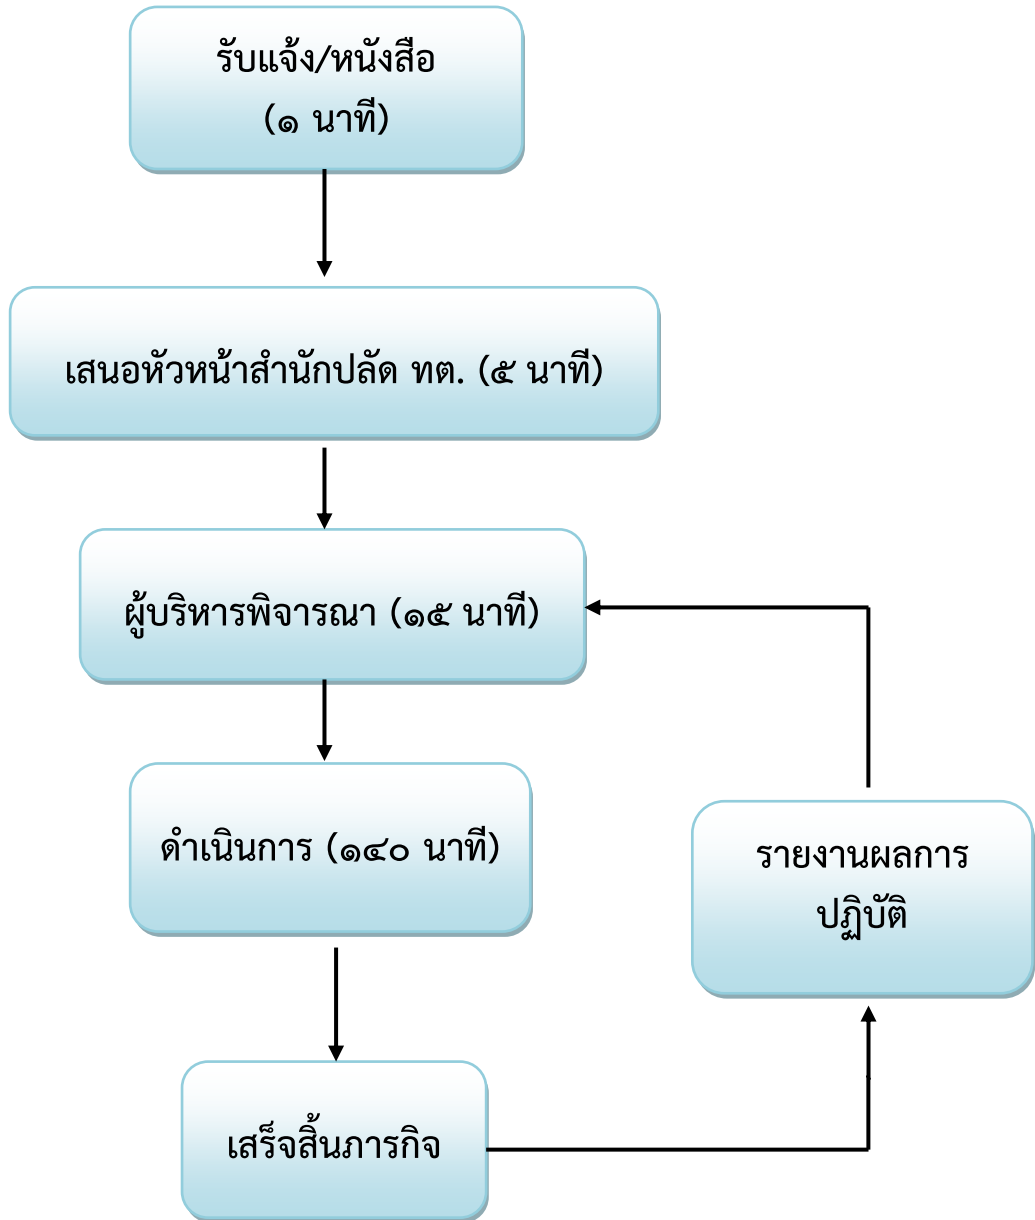 รับแจ้ง/หนังสือ
(๑ นาที)
เสนอหัวหน้าสำนักปลัด ทต. (๕ นาที)
ผู้บริหารพิจารณา (๑๕ นาที)
ดำเนินการ (๑๔๐ นาที)
รายงานผลการ
ปฏิบัติ
เสร็จสิ้นภารกิจ